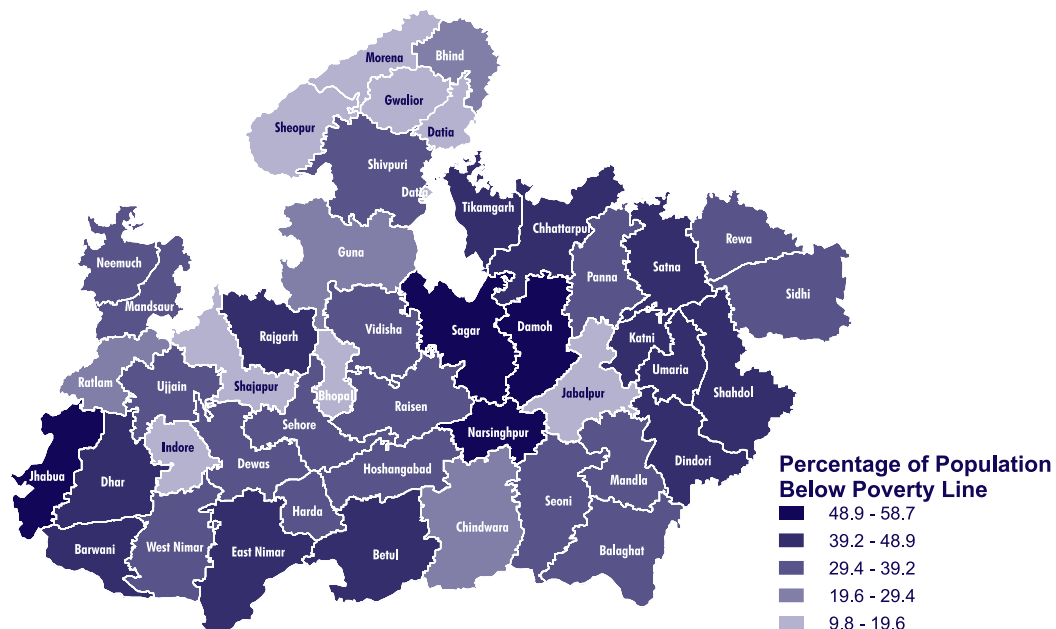 Morena
Bhind
Gwalior
Sheopur
Datia
Shivpuri
Datia
Tikamgarh
Chhattarpur
Rewa
Guna
Panna
Satna
Neemuch
Sidhi
Mandsaur
Vidisha
Sagar
Damoh
Rajgarh
Katni
Umaria
Ratlam
Ujjain
Shajapur
Bhopal
Jabalpur
Shahdol
Raisen
Sehore
Narsinghpur
Indore
Dewas
Hoshangabad
Dindori
Jhabua
Dhar
Mandla
Seoni
Harda
Chindwara
Barwani
West Nimar
East Nimar
Betul
Balaghat
Percentage of Population
Below Poverty Line
48.9 - 58.7
39.2 - 48.9
29.4 - 39.2
19.6 - 29.4
9.8 - 19.6